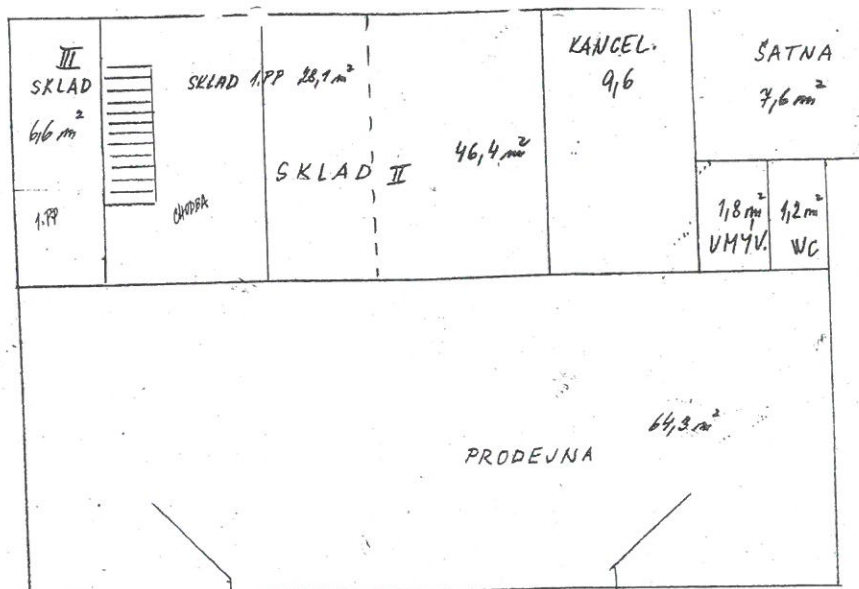 III
SKLAD
6,6 m²
1.PP
SKLAD 1.PP 28,1 m²
CHODBA
SKLAD II
46,4 m²
KANCEL.
9,6
ŠATNA
7,6 m²
1,8 m²
UMÝV.
1,2 m²
WC
64,3 m²
PRODEJNA